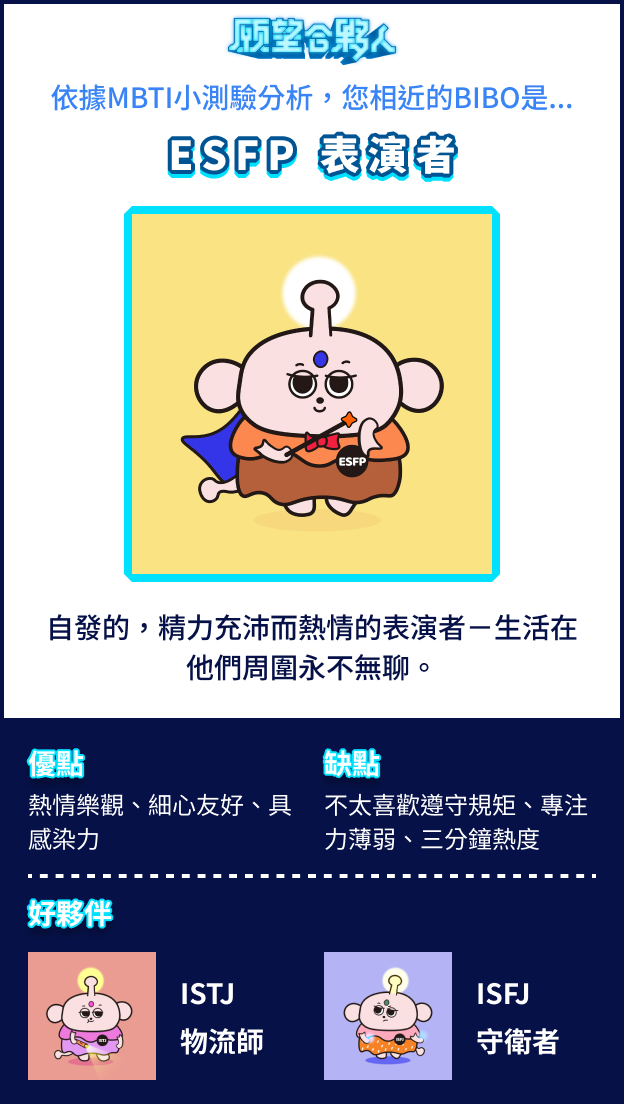 願望合夥人
依據MBTI小測驗分析，您相近的BIBO是...
ESFP 表演者
ESFP
自發的，精力充沛而熱情的表演者－生活在
他們周圍永不無聊。
優點
熱情樂觀、細心友好、具
感染力
缺點
不太喜歡遵守規矩、專注
力薄弱、三分鐘熱度
好夥伴
ISTJ
ISTJ
物流師
ISFJ
ISFJ
守衛者